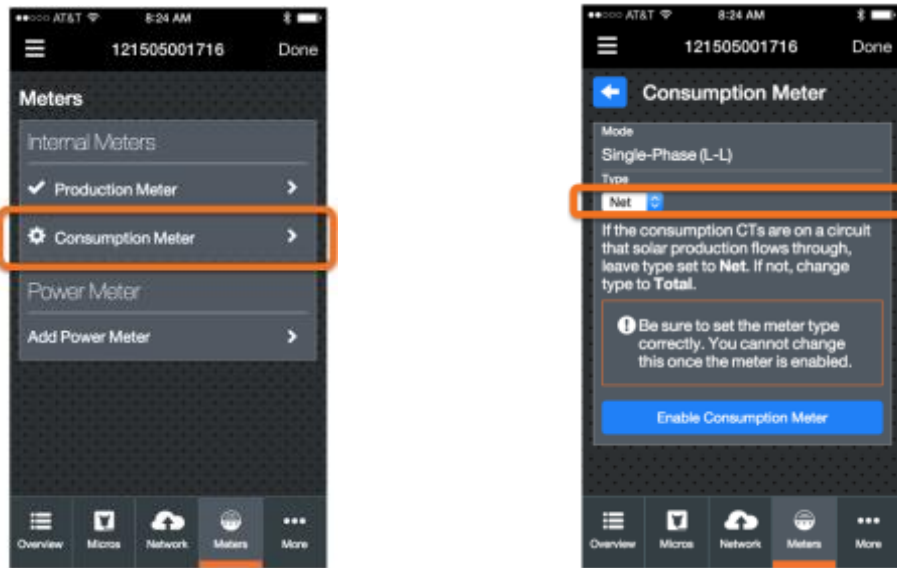 AT&T 8:24 AM
121505001716 Done
Meters
Internal Meters
Production Meter
Consumption Meter
Power Meter
Add Power Meter
Overview Micros Network Meters More
AT&T 8:24 AM
121505001716 Done
Consumption Meter
Mode
Single-Phase (L-L)
Type
Net
If the consumption CTs are on a circuit
that solar production flows through,
leave type set to Net. If not, change
type to Total.
Be sure to set the meter type
correctly. You cannot change
this once the meter is enabled.
Enable Consumption Meter
Overview Micros Network Meters More